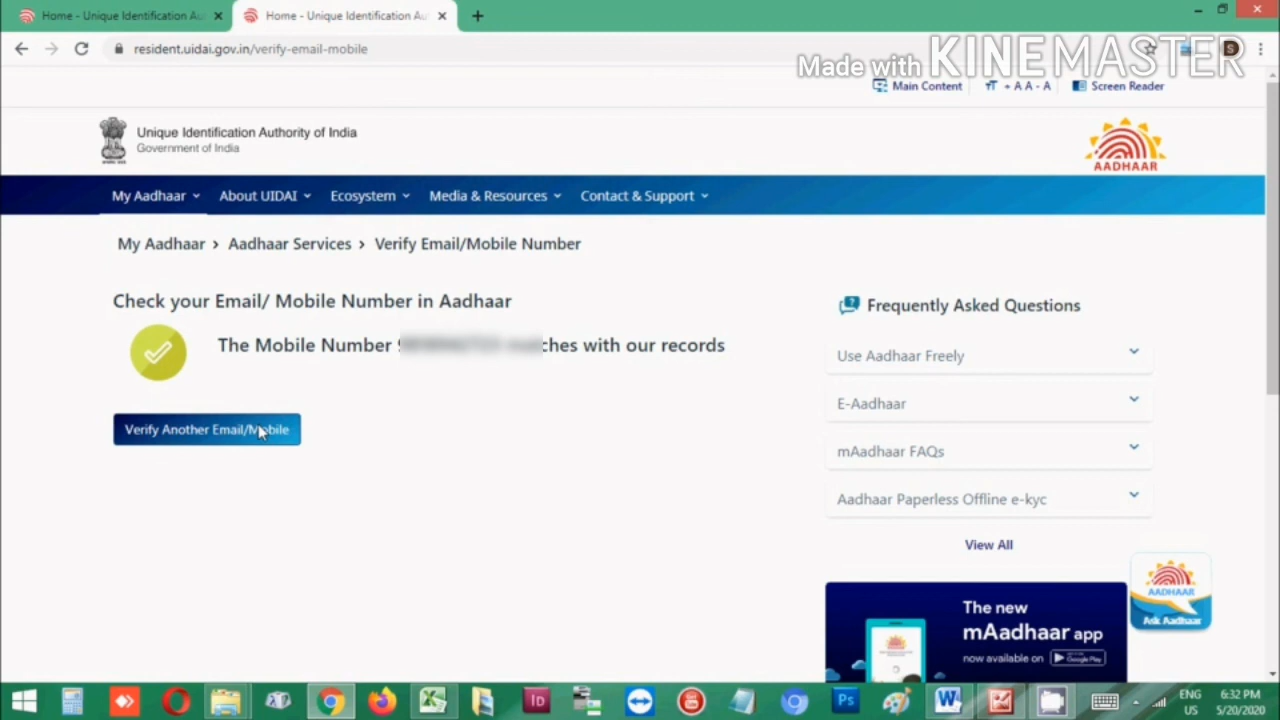 Home - Unique Identification Au
Home - Unique Identification Au
resident.uidai.gov.in/verify-email-mobile
Made with KINEMASTER
Main Content
+ A A - A
Screen Reader
Unique Identification Authority of India
Government of India
AADHAAR
My Aadhaar
About UIDAI
Ecosystem
Media & Resources
Contact & Support
My Aadhaar > Aadhaar Services > Verify Email/Mobile Number
Check your Email/ Mobile Number in Aadhaar
The Mobile Number ches with our records
Verify Another Email/Mobile
Frequently Asked Questions
Use Aadhaar Freely
E-Aadhaar
mAadhaar FAQs
Aadhaar Paperless Offline e-kyc
View All
The new
mAadhaar app
now available on Google Play
AADHAAR
Ask Aadhaar
ENG
US
6:32 PM
5/20/2020